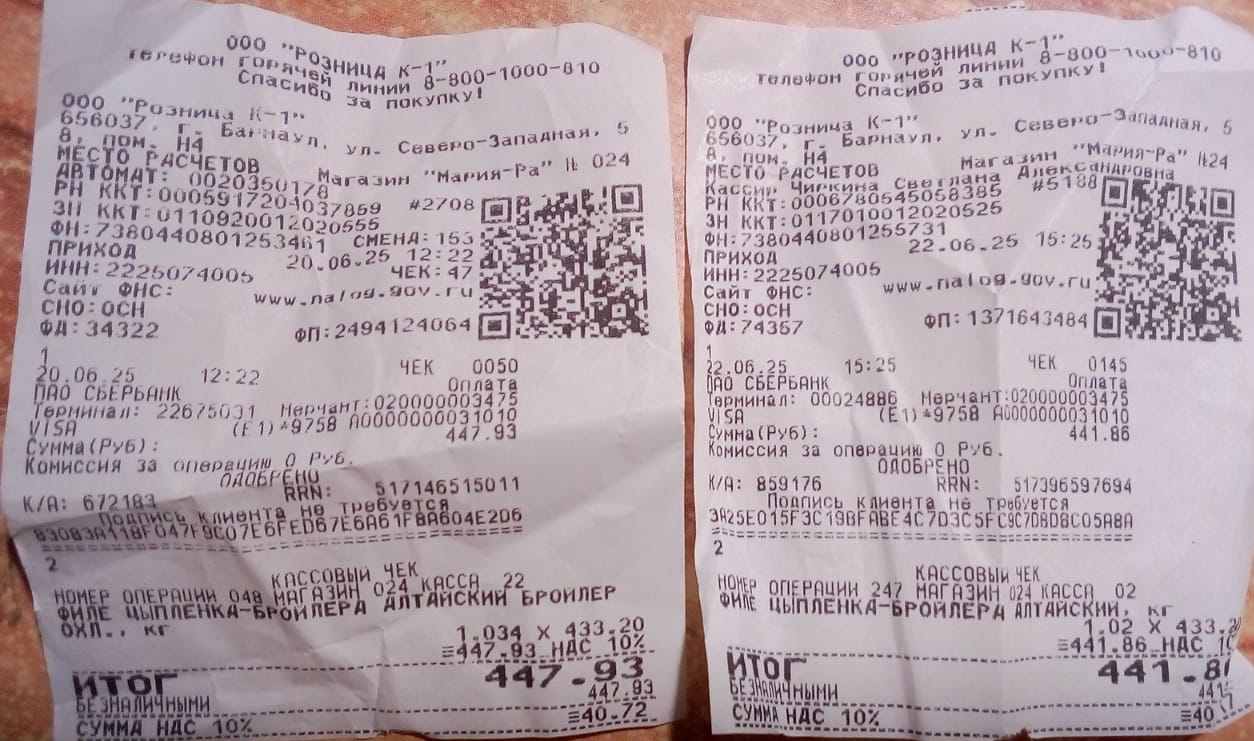 ООО "РОЗНИЦА К-1"
телефон горячей линии 8-800-1000-810
Спасибо за покупку!
ООО "Розница К-1"
656037, г. Барнаул, ул. Северо-Западная, 5
8, пом. Н4
МЕСТО РАСЧЕТОВ Магазин "Мария-Ра" № 024
АВТОМАТ: 0020350178
РН ККТ:0005917204037859 #2708
ЗН ККТ:0110920012020555
ФН:7380440801253461 СМЕНА:153
ПРИХОД 20.06.25 12:22
ИНН:2225074005 ЧЕК:47
Сайт ФНС: www.nalog.gov.ru
СНО:ОСН
ФД:34322 ФП:2494124064
1 ЧЕК 0050
20.06.25 12:22 Оплата
ПАО СБЕРБАНК
Терминал: 22675031 Мерчант:020000003475
VISA (E1)*9758 A0000000031010
Сумма(Руб): 447.93
Комиссия за операцию 0 Руб.
ОДОБРЕНО
К/А: 672183 RRN: 517146515011
Подпись клиента не требуется
83083A118F047F9C07E6FED67E6A61F8A604E2D6
2
КАССОВЫЙ ЧЕК
НОМЕР ОПЕРАЦИИ 048 МАГАЗИН 024 КАССА 22
ФИЛЕ ЦЫПЛЕНКА-БРОЙЛЕРА АЛТАЙСКИЙ БРОЙЛЕР
ОХЛ., кг
1.034 X 433.20
≡447.93 НДС 10%
ИТОГ 447.93
БЕЗНАЛИЧНЫМИ 447.93
СУММА НДС 10% ≡40.72
ООО "РОЗНИЦА К-1"
телефон горячей линии 8-800-1000-810
Спасибо за покупку!
ООО "Розница К-1"
656037, г. Барнаул, ул. Северо-Западная, 5
8, пом. Н4
МЕСТО РАСЧЕТОВ Магазин "Мария-Ра" №24
Кассир Чиркина Светлана Александровна
РН ККТ:0006780545058385 #5188
ЗН ККТ:0117010012020525
ФН:7380440801255731
ПРИХОД 22.06.25 15:25
ИНН:2225074005
Сайт ФНС: www.nalog.gov.ru
СНО:ОСН
ФД:74367 ФП:1371643484
1 ЧЕК 0145
22.06.25 15:25 Оплата
ПАО СБЕРБАНК
Терминал: 00024886 Мерчант:020000003475
VISA (E1)*9758 A0000000031010
Сумма(Руб): 441.86
Комиссия за операцию 0 Руб.
ОДОБРЕНО
К/А: 859176 RRN: 517396597694
Подпись клиента не требуется
3A25E015F3C19BFABE4C7D3C5FC9C7D8D8C05A8A
2
КАССОВЫЙ ЧЕК
НОМЕР ОПЕРАЦИИ 247 МАГАЗИН 024 КАССА 02
ФИЛЕ ЦЫПЛЕНКА-БРОЙЛЕРА АЛТАЙСКИЙ, кг
1.02 X 433.20
≡441.86 НДС 10
ИТОГ 441.8
БЕЗНАЛИЧНЫМИ 441
СУММА НДС 10% ≡40